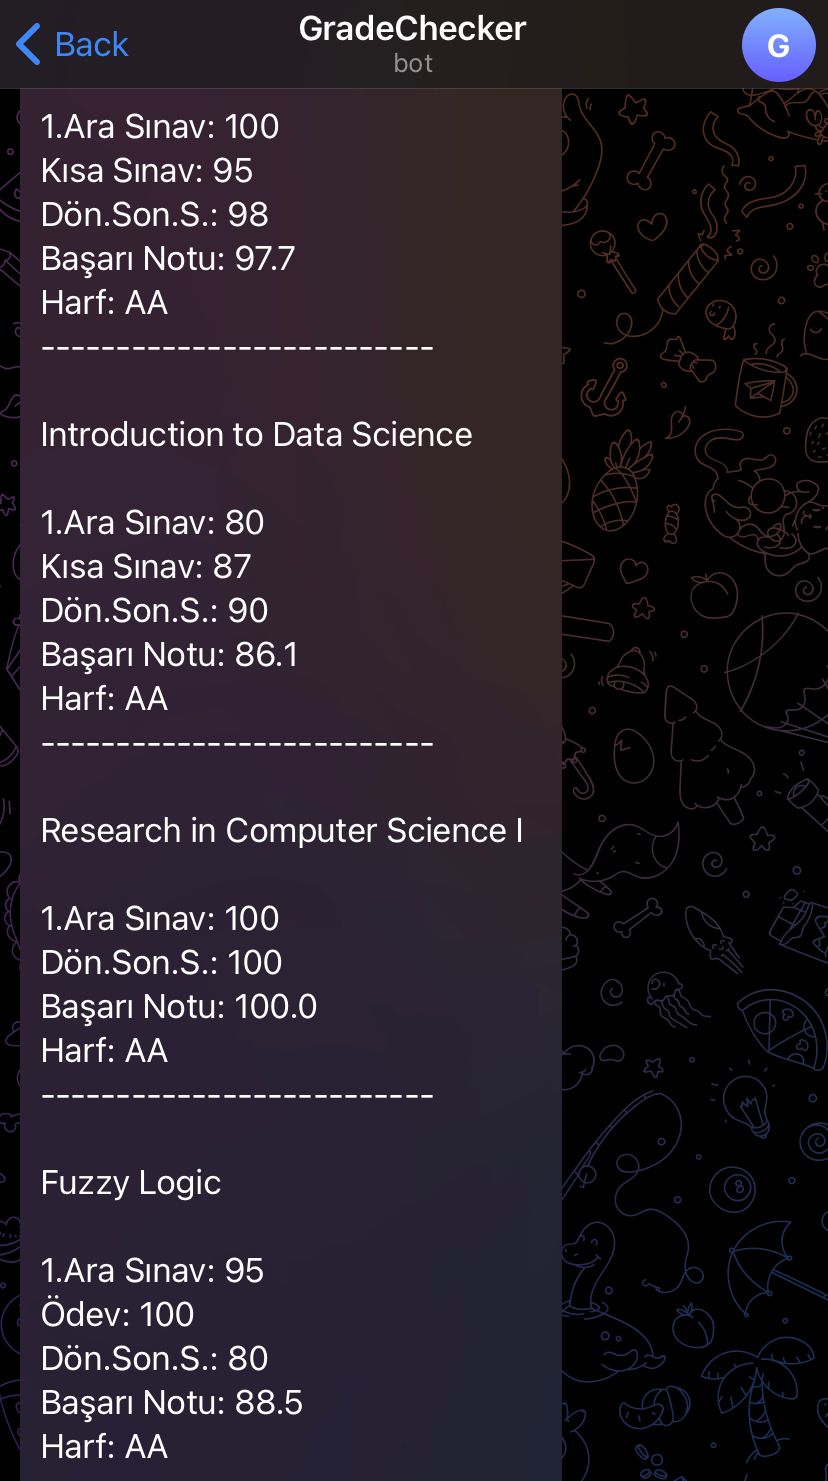 Back
GradeChecker
bot
G
1.Ara Sınav: 100
Kısa Sınav: 95
Dön.Son.S.: 98
Başarı Notu: 97.7
Harf: AA
--------------------------
Introduction to Data Science
1.Ara Sınav: 80
Kısa Sınav: 87
Dön.Son.S.: 90
Başarı Notu: 86.1
Harf: AA
--------------------------
Research in Computer Science I
1.Ara Sınav: 100
Dön.Son.S.: 100
Başarı Notu: 100.0
Harf: AA
--------------------------
Fuzzy Logic
1.Ara Sınav: 95
Ödev: 100
Dön.Son.S.: 80
Başarı Notu: 88.5
Harf: AA